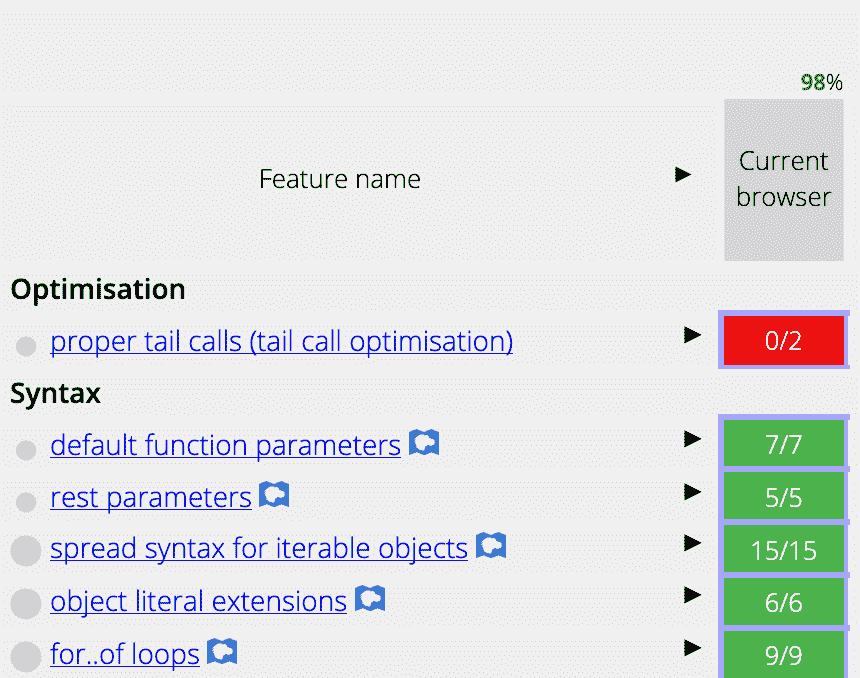 98%
Feature name
Current
browser
Optimisation
proper tail calls (tail call optimisation) 0/2
Syntax
default function parameters 7/7
rest parameters 5/5
spread syntax for iterable objects 15/15
object literal extensions 6/6
for..of loops 9/9